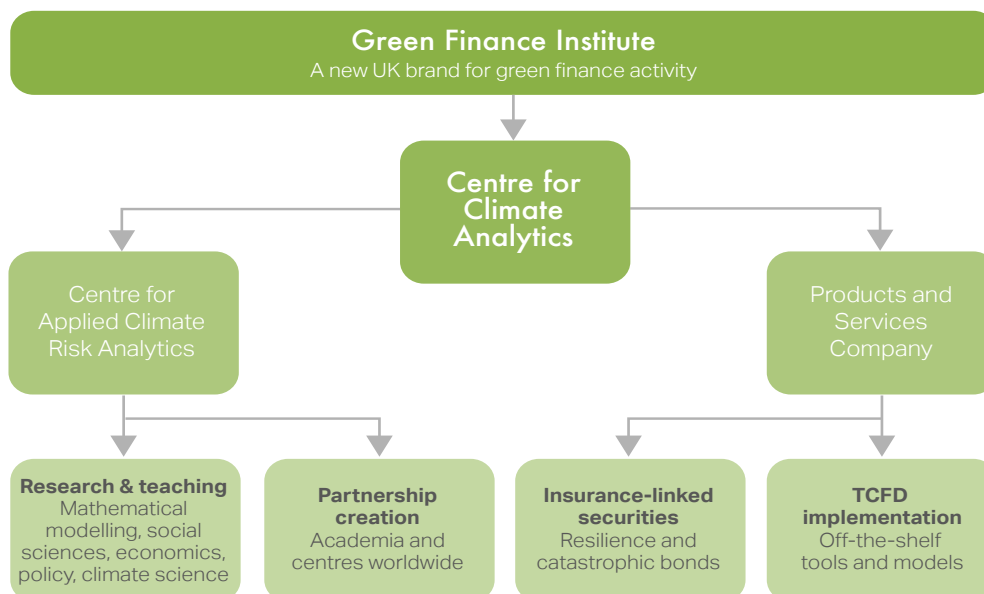 Green Finance Institute
A new UK brand for green finance activity
Centre for
Climate
Analytics
Centre for
Applied Climate
Risk Analytics
Products and
Services
Company
Research & teaching
Mathematical
modelling, social
sciences, economics,
policy, climate science
Partnership
creation
Academia and
centres worldwide
Insurance-linked
securities
Resilience and
catastrophic bonds
TCFD
implementation
Off-the-shelf
tools and models